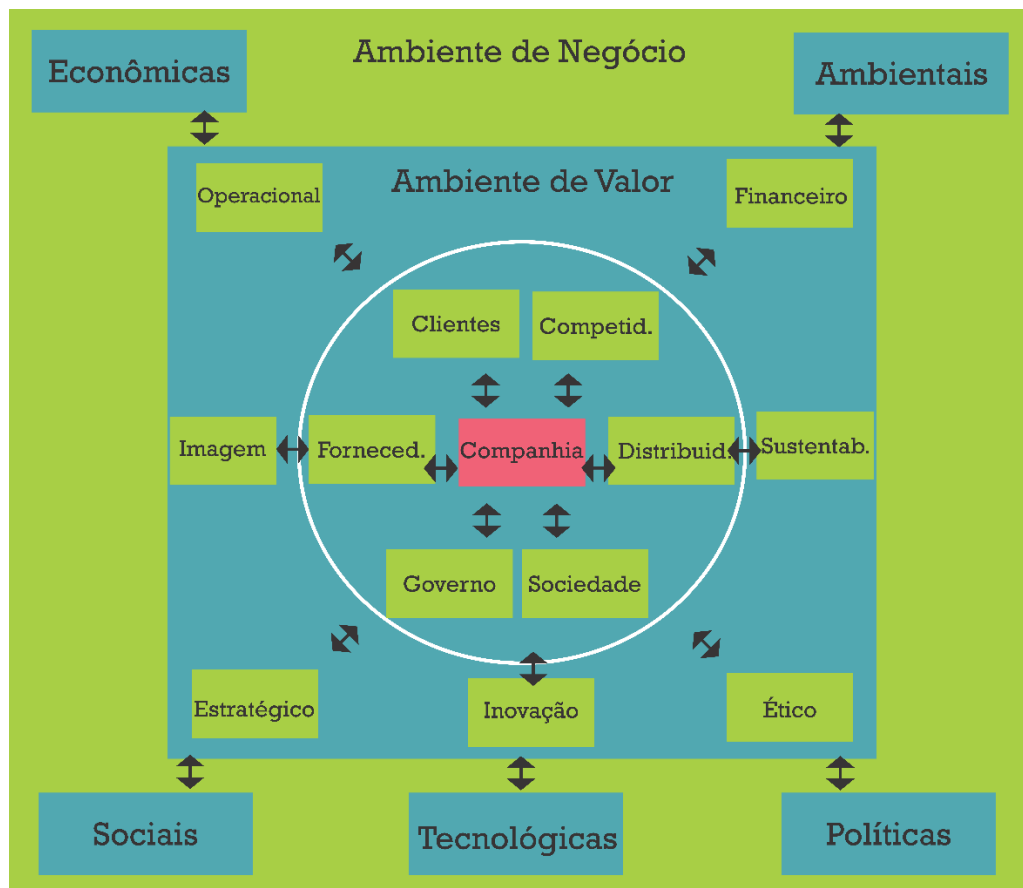 Ambiente de Negócio
Econômicas
Ambientais
Ambiente de Valor
Operacional
Financeiro
Clientes
Competid.
Imagem
Forneced.
Companhia
Distribuid.
Sustentab.
Governo
Sociedade
Estratégico
Inovação
Ético
Sociais
Tecnológicas
Políticas